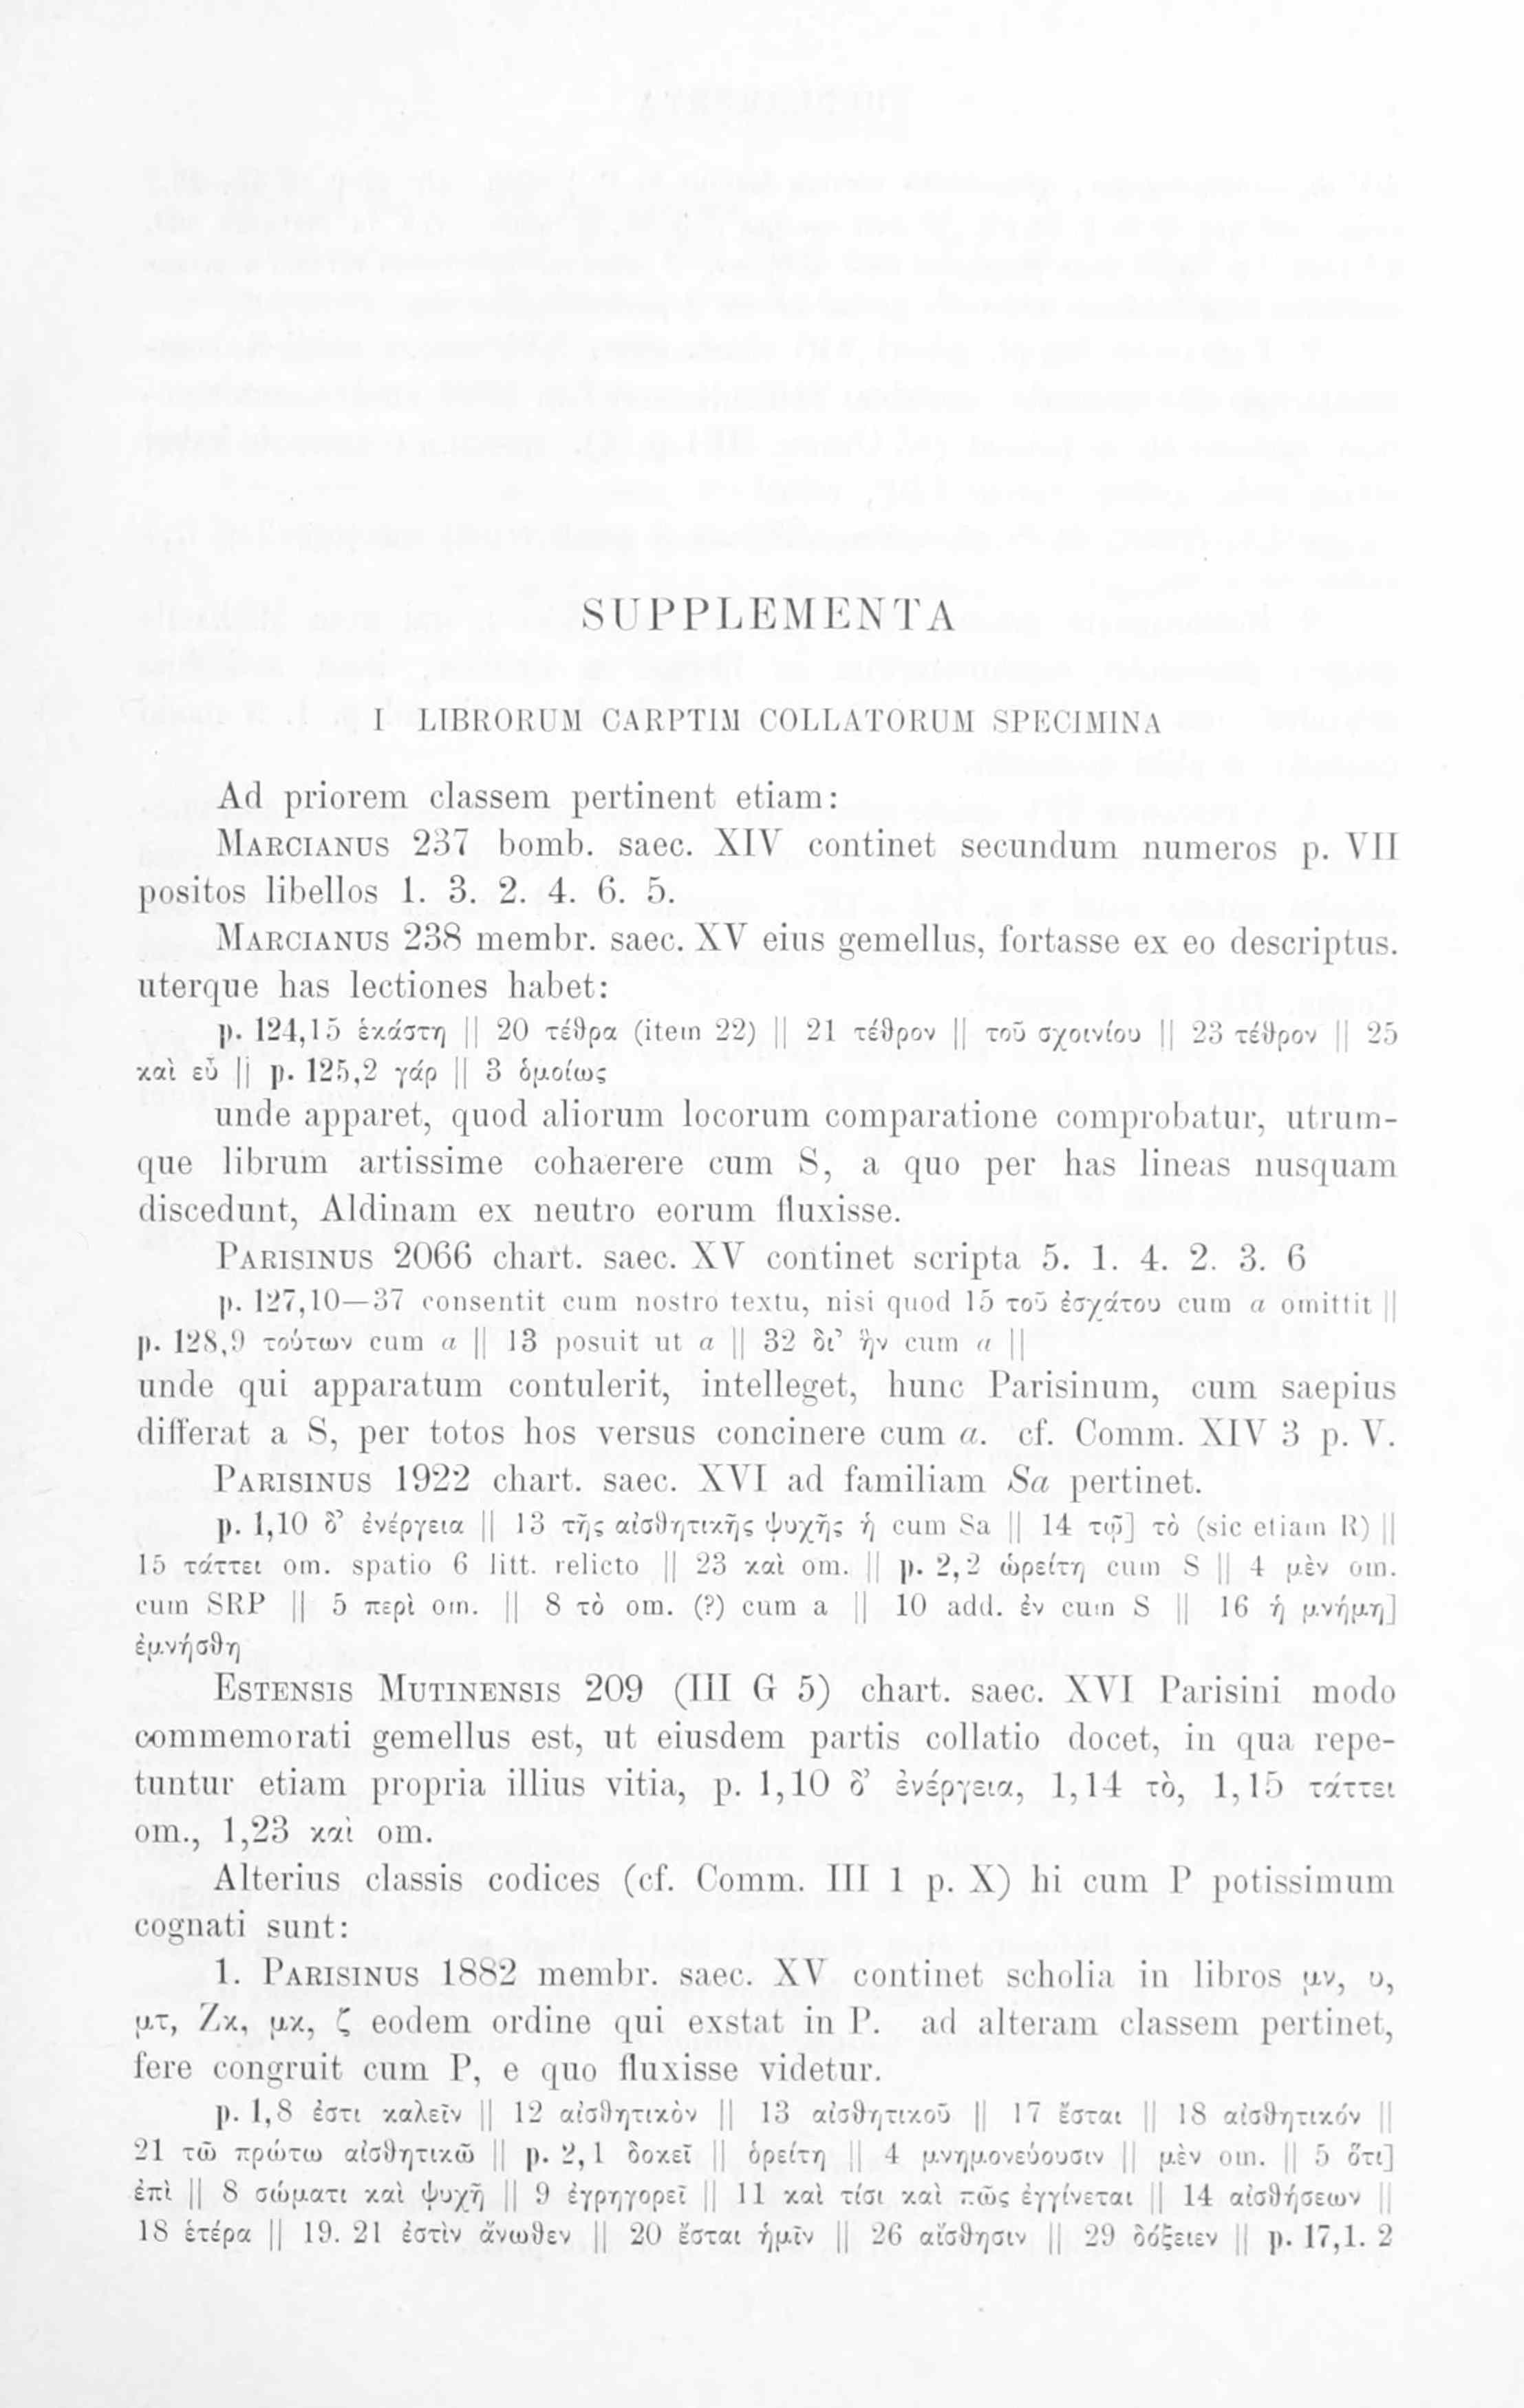 SUPPLEMENTA
I LIBRORUM CARPTIM COLLATORUM SPECIMINA
Ad priorem classem pertinent etiam:
MARCIANUS 237 bomb. saec. XIV continet secundum numeros p. VII
positos libellos 1. 3. 2. 4. 6. 5.
MARCIANUS 238 membr. saec. XV eius gemellus, fortasse ex eo descriptus.
uterque has lectiones habet:
p. 124,15 ἑκάστη || 20 τέθρα (item 22) || 21 τέθρον || τοῦ σχοινίου || 23 τέθρον || 25
καὶ εὖ || p. 125,2 γάρ || 3 ὁμοίως
unde apparet, quod aliorum locorum comparatione comprobatur, utrum-
que librum artissime cohaerere cum S, a quo per has lineas nusquam
discedunt, Aldinam ex neutro eorum fluxisse.
PARISINUS 2066 chart. saec. XV continet scripta 5. 1. 4. 2. 3. 6
p. 127,10—37 consentit cum nostro textu, nisi quod 15 τοῦ ἐσχάτου cum a omittit ||
p. 128,9 τούτων cum a || 13 posuit ut a || 32 δι’ ἣν cum a ||
unde qui apparatum contulerit, intelleget, hunc Parisinum, cum saepius
differat a S, per totos hos versus concinere cum a. cf. Comm. XIV 3 p. V.
PARISINUS 1922 chart. saec. XVI ad familiam Sa pertinet.
p. 1,10 δ’ ἐνέργεια || 13 τῆς αἰσθητικῆς ψυχῆς ἡ cum Sa || 14 τῷ] τὸ (sic etiam R) ||
15 τάττει om. spatio 6 litt. relicto || 23 καὶ om. || p. 2,2 ὡρείτη cum S || 4 μὲν om.
cum SRP || 5 περὶ om. || 8 τὸ om. (?) cum a || 10 add. ἐν cum S || 16 ἡ μνήμη]
ἐμνήσθη
ESTENSIS MUTINENSIS 209 (III G 5) chart. saec. XVI Parisini modo
commemorati gemellus est, ut eiusdem partis collatio docet, in qua repe-
tuntur etiam propria illius vitia, p. 1,10 δ’ ἐνέργεια, 1,14 τὸ, 1,15 τάττει
om., 1,23 καὶ om.
Alterius classis codices (cf. Comm. III 1 p. X) hi cum P potissimum
cognati sunt:
1. PARISINUS 1882 membr. saec. XV continet scholia in libros μν, υ,
μτ, Ζκ, μκ, ζ eodem ordine qui exstat in P. ad alteram classem pertinet,
fere congruit cum P, e quo fluxisse videtur.
p. 1,8 ἐστι καλεῖν || 12 αἰσθητικὸν || 13 αἰσθητικοῦ || 17 ἔσται || 18 αἰσθητικόν ||
21 τῶ πρώτω αἰσθητικῶ || p. 2,1 δοκεῖ || ὁρείτη || 4 μνημονεύουσιν || μὲν om. || 5 ὅτι]
ἐπὶ || 8 σώματι καὶ ψυχῆ || 9 ἐγρηγορεῖ || 11 καὶ τίσι καὶ πῶς ἐγγίνεται || 14 αἰσθήσεων ||
18 ἑτέρα || 19. 21 ἐστὶν ἄνωθεν || 20 ἔσται ἡμῖν || 26 αἴσθησιν || 29 δόξειεν || p. 17,1. 2